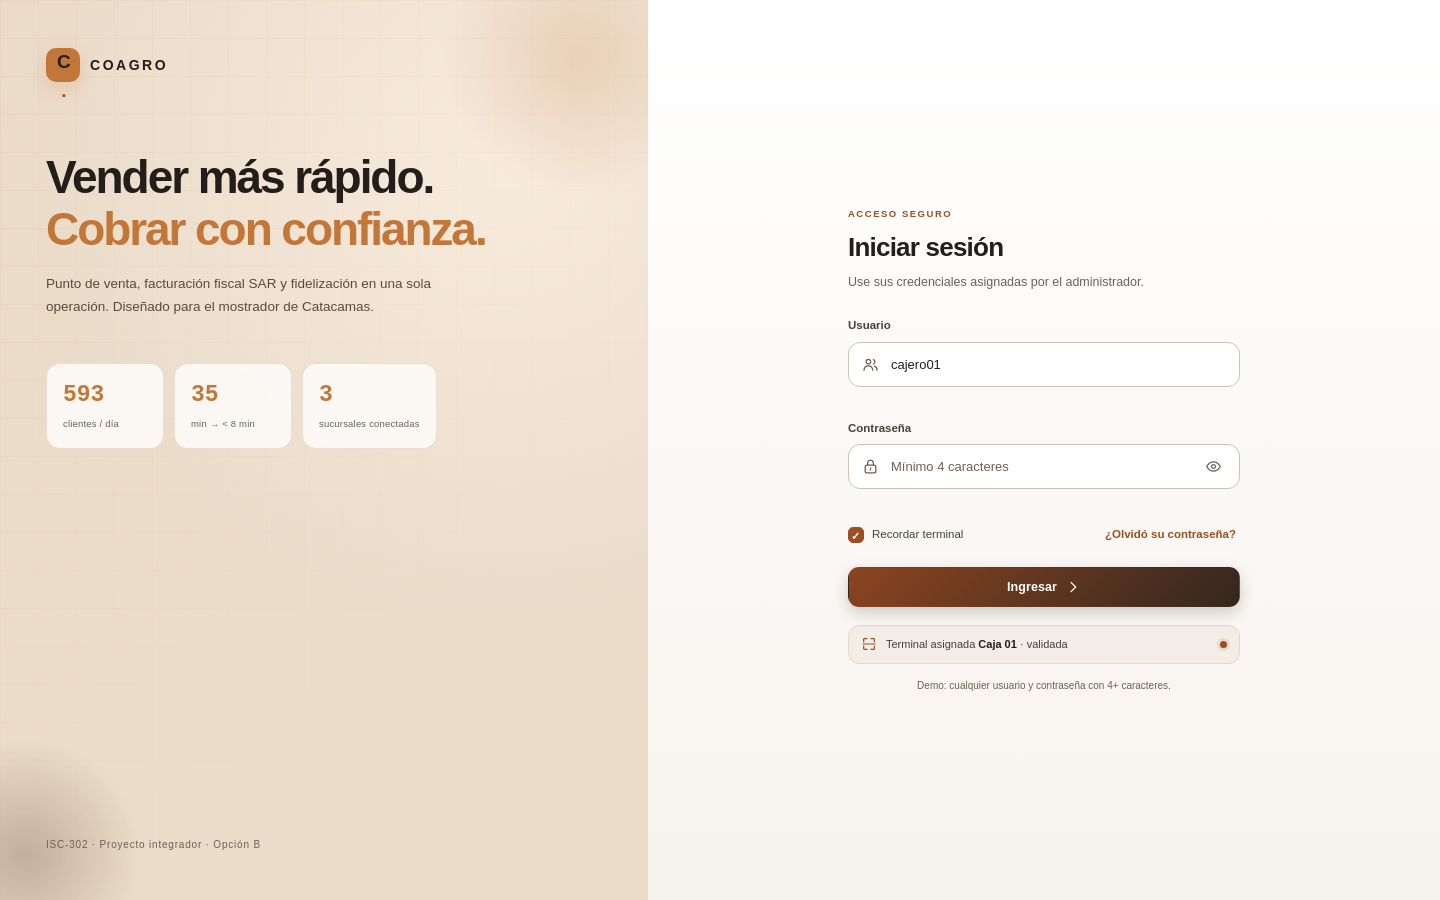 C
COAGRO
Vender más rápido.
Cobrar con confianza.
Punto de venta, facturación fiscal SAR y fidelización en una sola
operación. Diseñado para el mostrador de Catacamas.
593
clientes / día
35
min → < 8 min
3
sucursales conectadas
ISC-302 · Proyecto integrador · Opción B
ACCESO SEGURO
Iniciar sesión
Use sus credenciales asignadas por el administrador.
Usuario
cajero01
Contraseña
Mínimo 4 caracteres
Recordar terminal
¿Olvidó su contraseña?
Ingresar
Terminal asignada Caja 01 · validada
Demo: cualquier usuario y contraseña con 4+ caracteres.